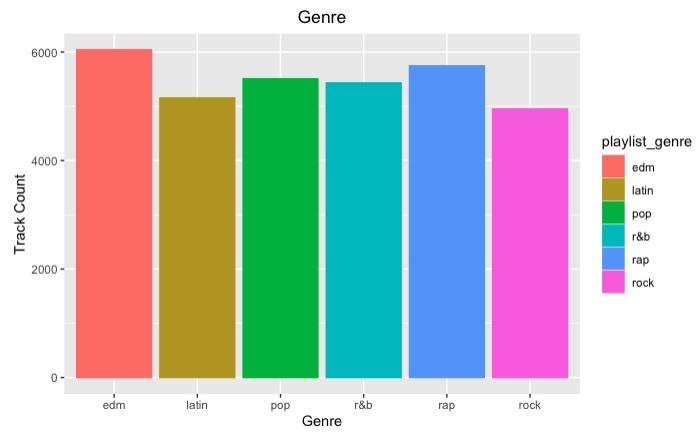 Genre
Track Count
6000
4000
2000
0
edm latin pop r&b rap rock
Genre
playlist_genre
edm
latin
pop
r&b
rap
rock